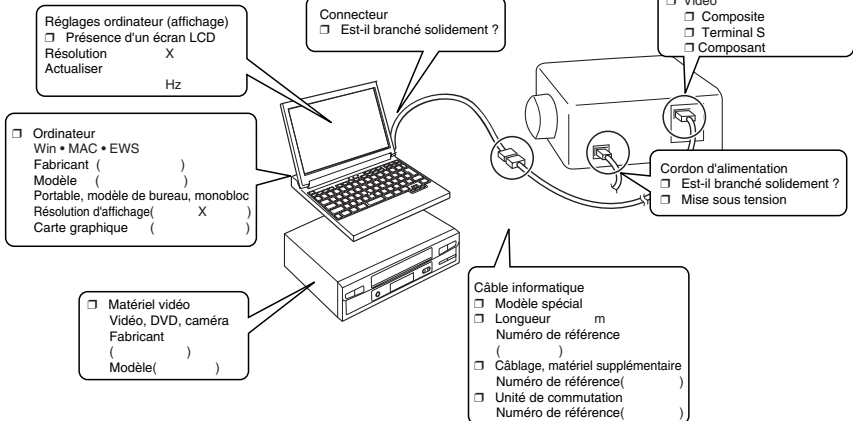 Réglages ordinateur (affichage)
❒ Présence d'un écran LCD
Résolution X
Actualiser
Hz
Connecteur
❒ Est-il branché solidement ?
❒ Vidéo
❒ Composite
❒ Terminal S
❒ Composant
❒ Ordinateur
Win • MAC • EWS
Fabricant ( )
Modèle ( )
Portable, modèle de bureau, monobloc
Résolution d'affichage( X )
Carte graphique ( )
Cordon d'alimentation
❒ Est-il branché solidement ?
❒ Mise sous tension
❒ Matériel vidéo
Vidéo, DVD, caméra
Fabricant
( )
Modèle( )
Câble informatique
❒ Modèle spécial
❒ Longueur m
Numéro de référence
( )
❒ Câblage, matériel supplémentaire
Numéro de référence( )
❒ Unité de commutation
Numéro de référence( )